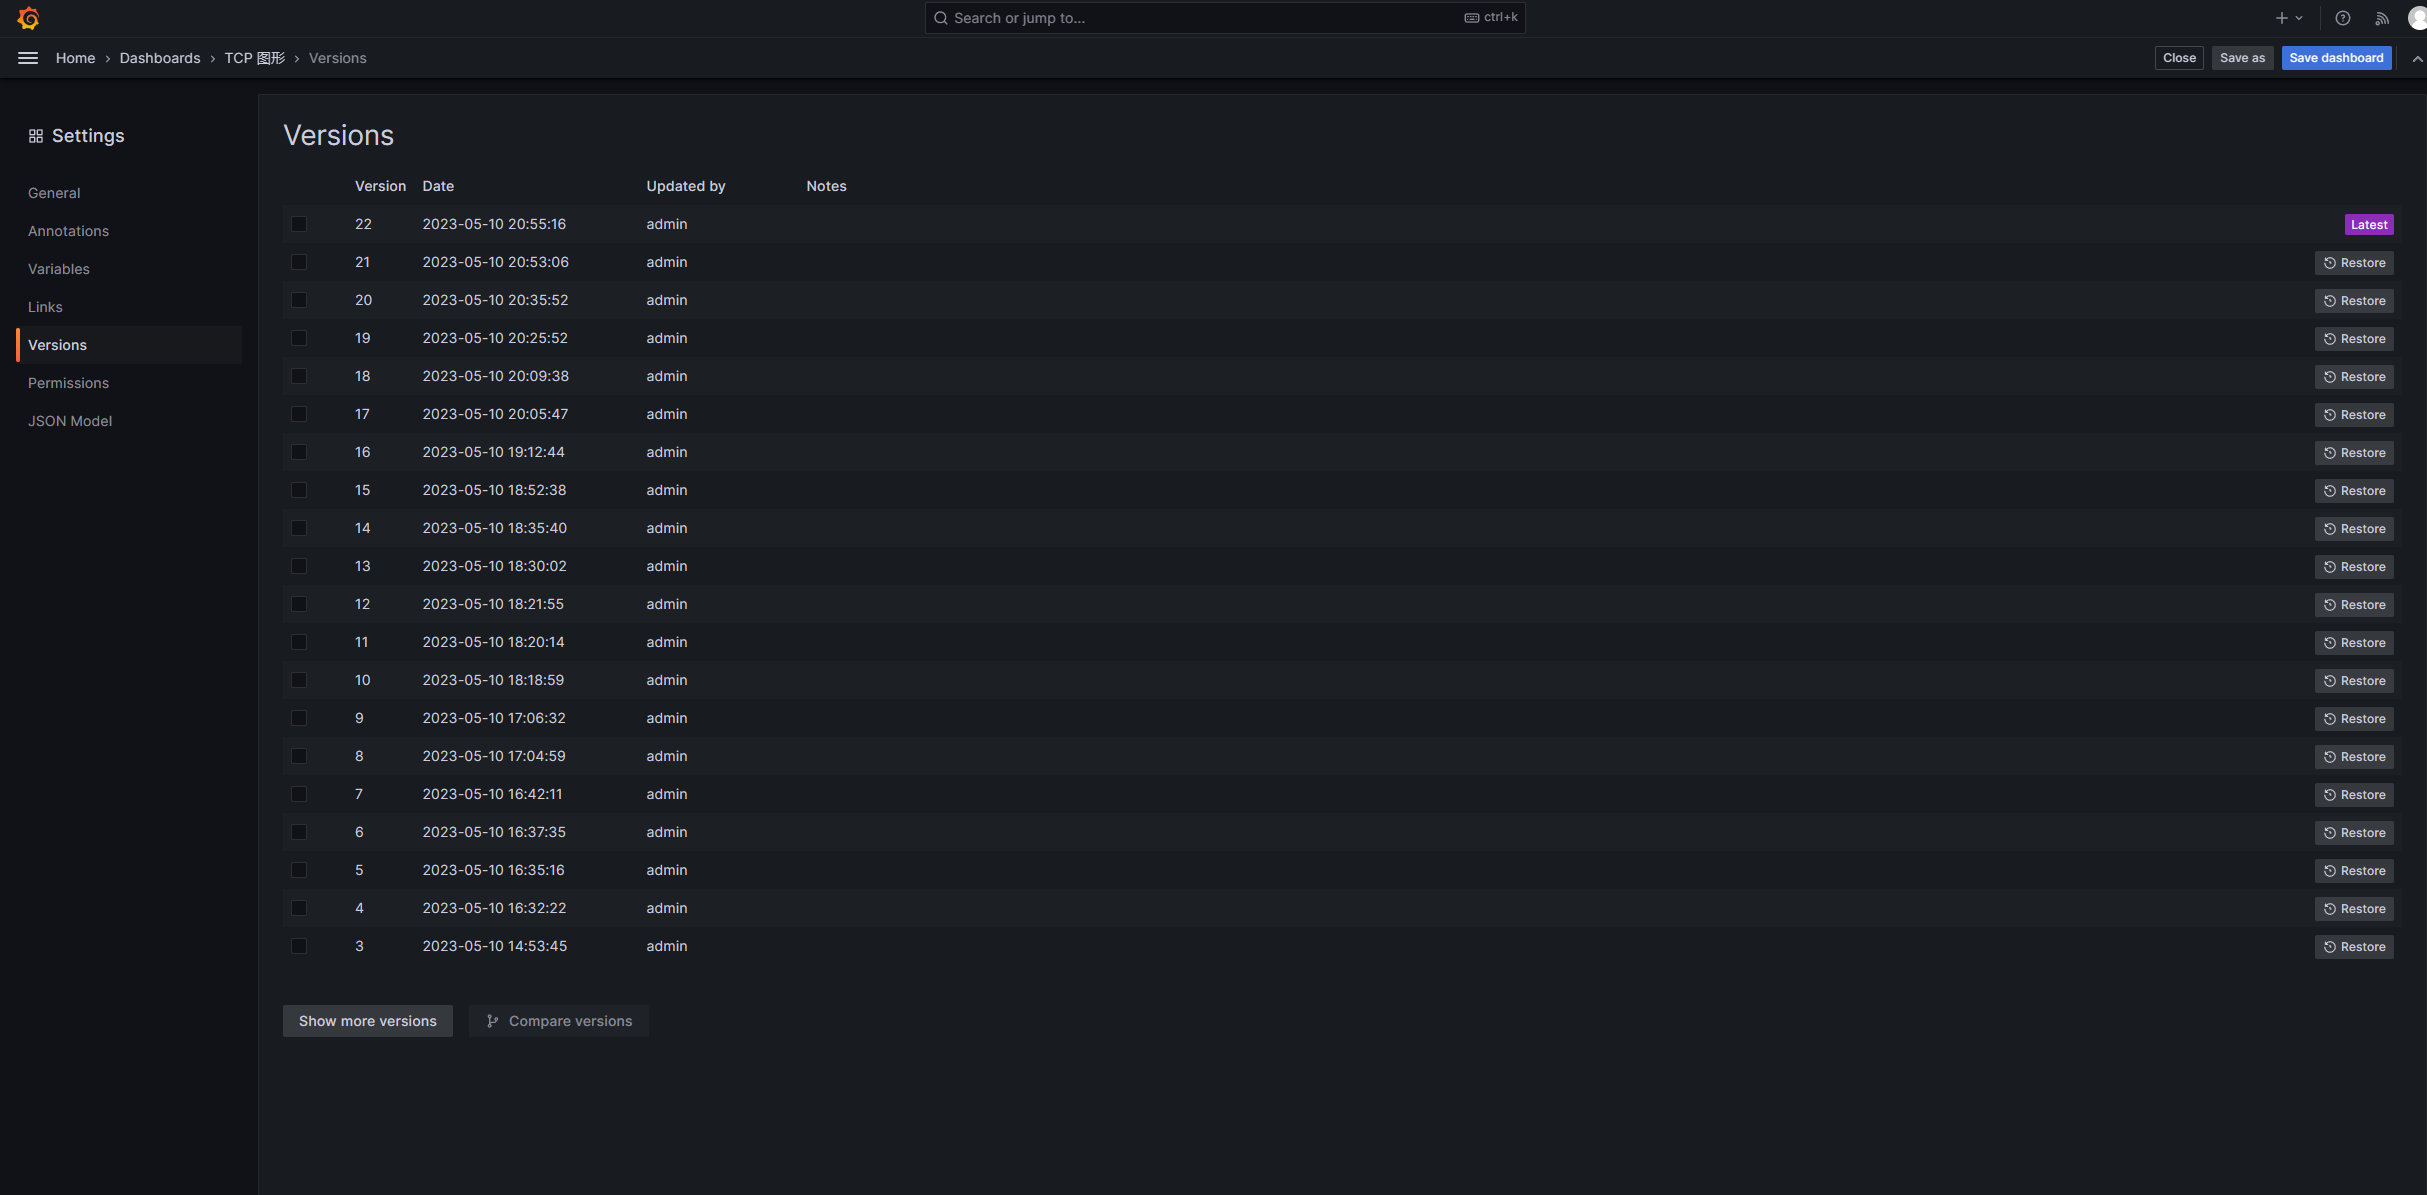 Search or jump to... ctrl+k
Home › Dashboards › TCP 图形 › Versions
Close Save as Save dashboard
Settings
General
Annotations
Variables
Links
Versions
Permissions
JSON Model
Versions
Version Date Updated by Notes
22 2023-05-10 20:55:16 admin Latest
21 2023-05-10 20:53:06 admin Restore
20 2023-05-10 20:35:52 admin Restore
19 2023-05-10 20:25:52 admin Restore
18 2023-05-10 20:09:38 admin Restore
17 2023-05-10 20:05:47 admin Restore
16 2023-05-10 19:12:44 admin Restore
15 2023-05-10 18:52:38 admin Restore
14 2023-05-10 18:35:40 admin Restore
13 2023-05-10 18:30:02 admin Restore
12 2023-05-10 18:21:55 admin Restore
11 2023-05-10 18:20:14 admin Restore
10 2023-05-10 18:18:59 admin Restore
9 2023-05-10 17:06:32 admin Restore
8 2023-05-10 17:04:59 admin Restore
7 2023-05-10 16:42:11 admin Restore
6 2023-05-10 16:37:35 admin Restore
5 2023-05-10 16:35:16 admin Restore
4 2023-05-10 16:32:22 admin Restore
3 2023-05-10 14:53:45 admin Restore
Show more versions Compare versions